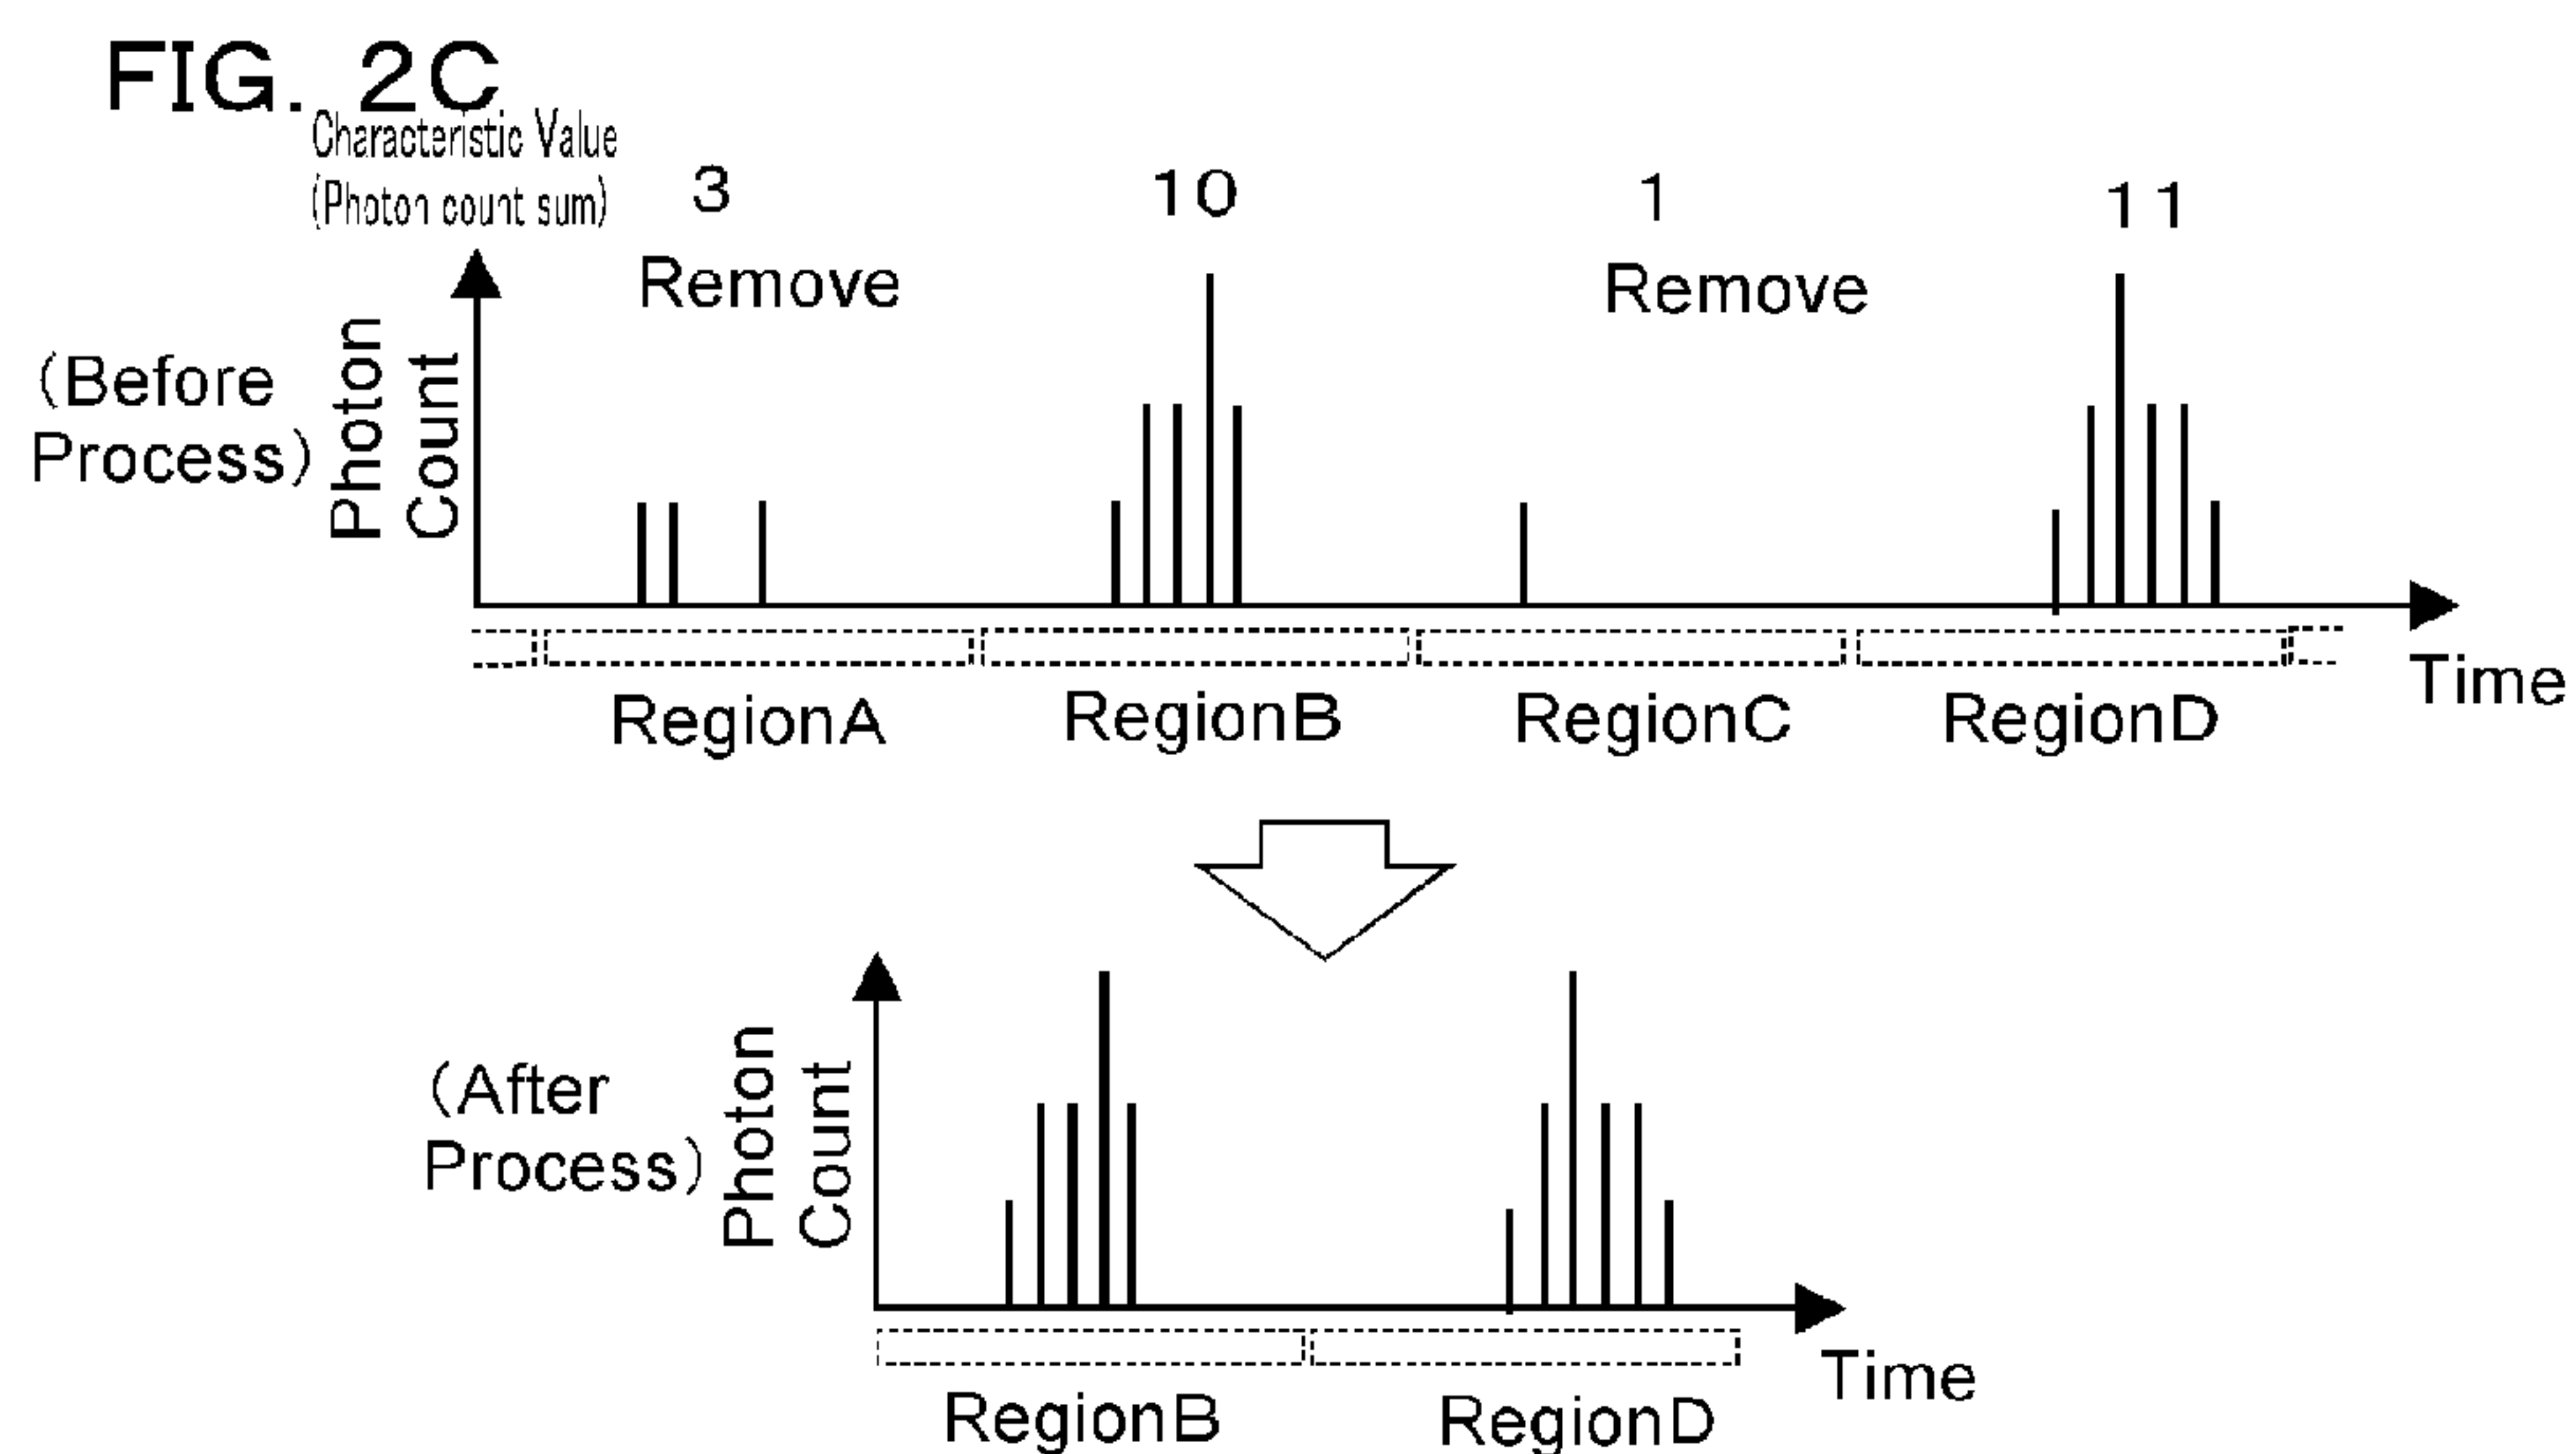 FIG. 2C
Characteristic Value
(Photon count sum)
3
10
1
11
Remove
Remove
(Before
Process)
Photon
Count
Time
RegionA
RegionB
RegionC
RegionD
(After
Process)
Photon
Count
Time
RegionB
RegionD